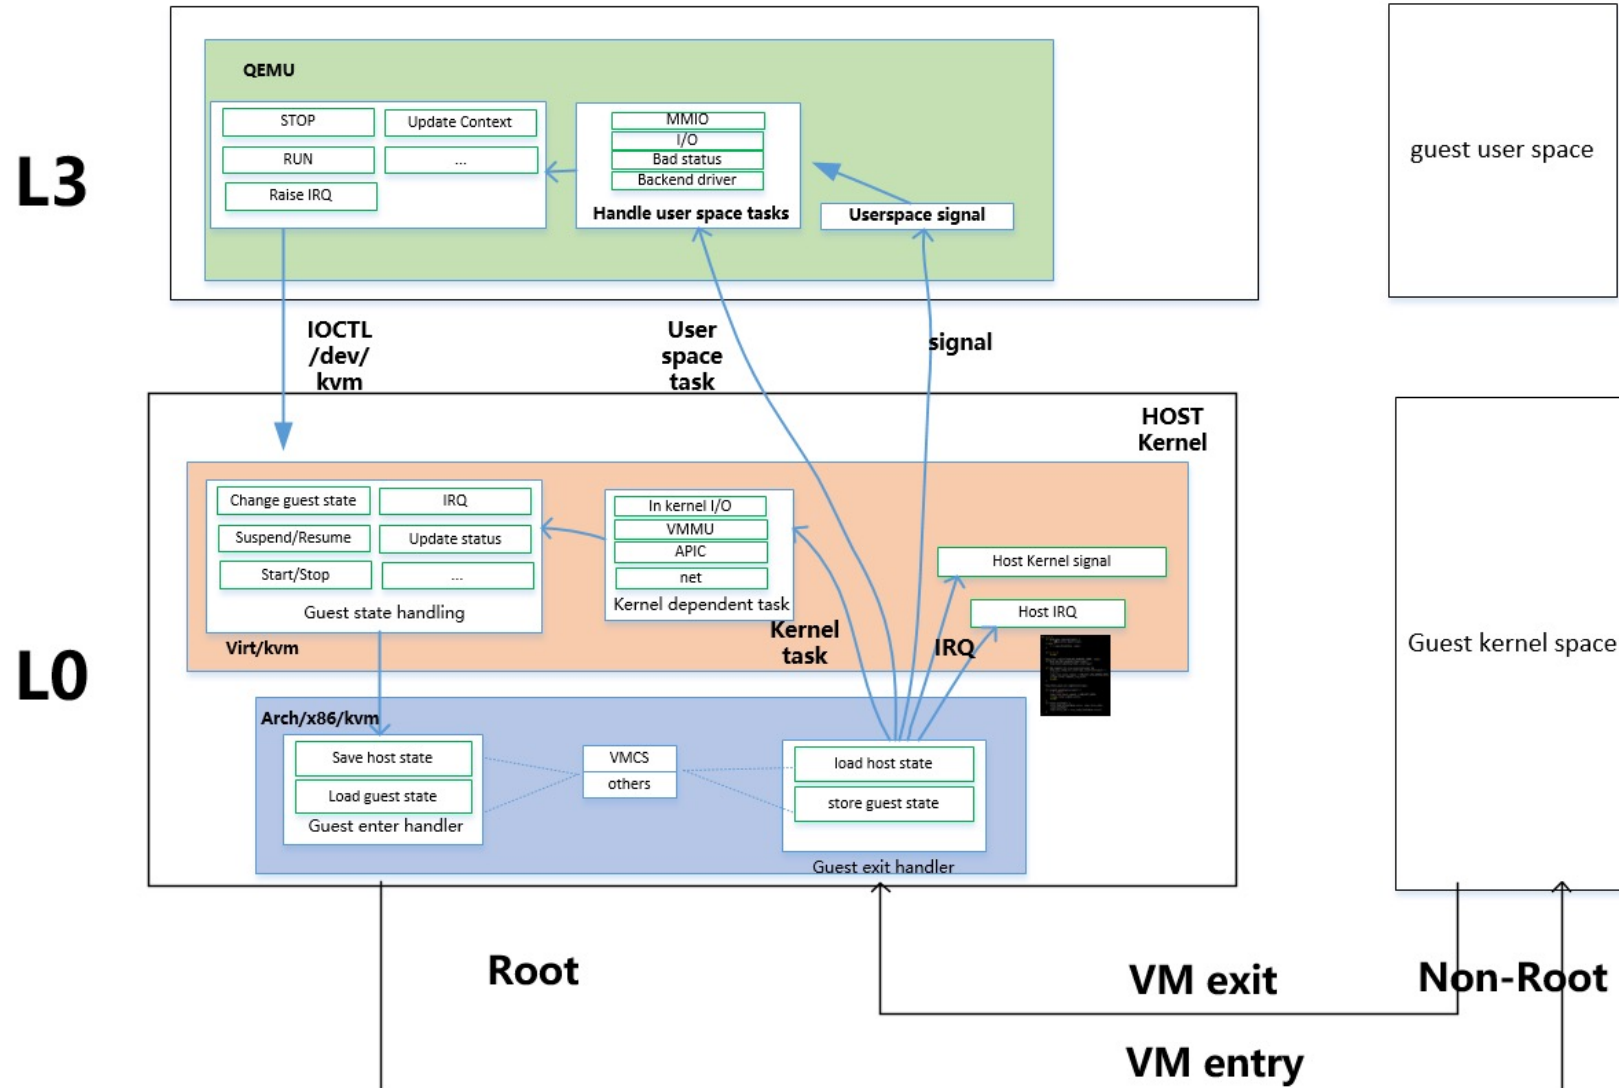 L3
QEMU
STOP
Update Context
RUN
...
Raise IRQ
MMIO
I/O
Bad status
Backend driver
Handle user space tasks
Userspace signal
guest user space
IOCTL
/dev/
kvm
User
space
task
signal
HOST
Kernel
L0
Change guest state
IRQ
Suspend/Resume
Update status
Start/Stop
...
Guest state handling
Virt/kvm
In kernel I/O
VMMU
APIC
net
Kernel dependent task
Kernel
task
Host Kernel signal
Host IRQ
IRQ
Guest kernel space
Arch/x86/kvm
Save host state
Load guest state
Guest enter handler
VMCS
others
load host state
store guest state
Guest exit handler
Root
VM exit
Non-Root
VM entry